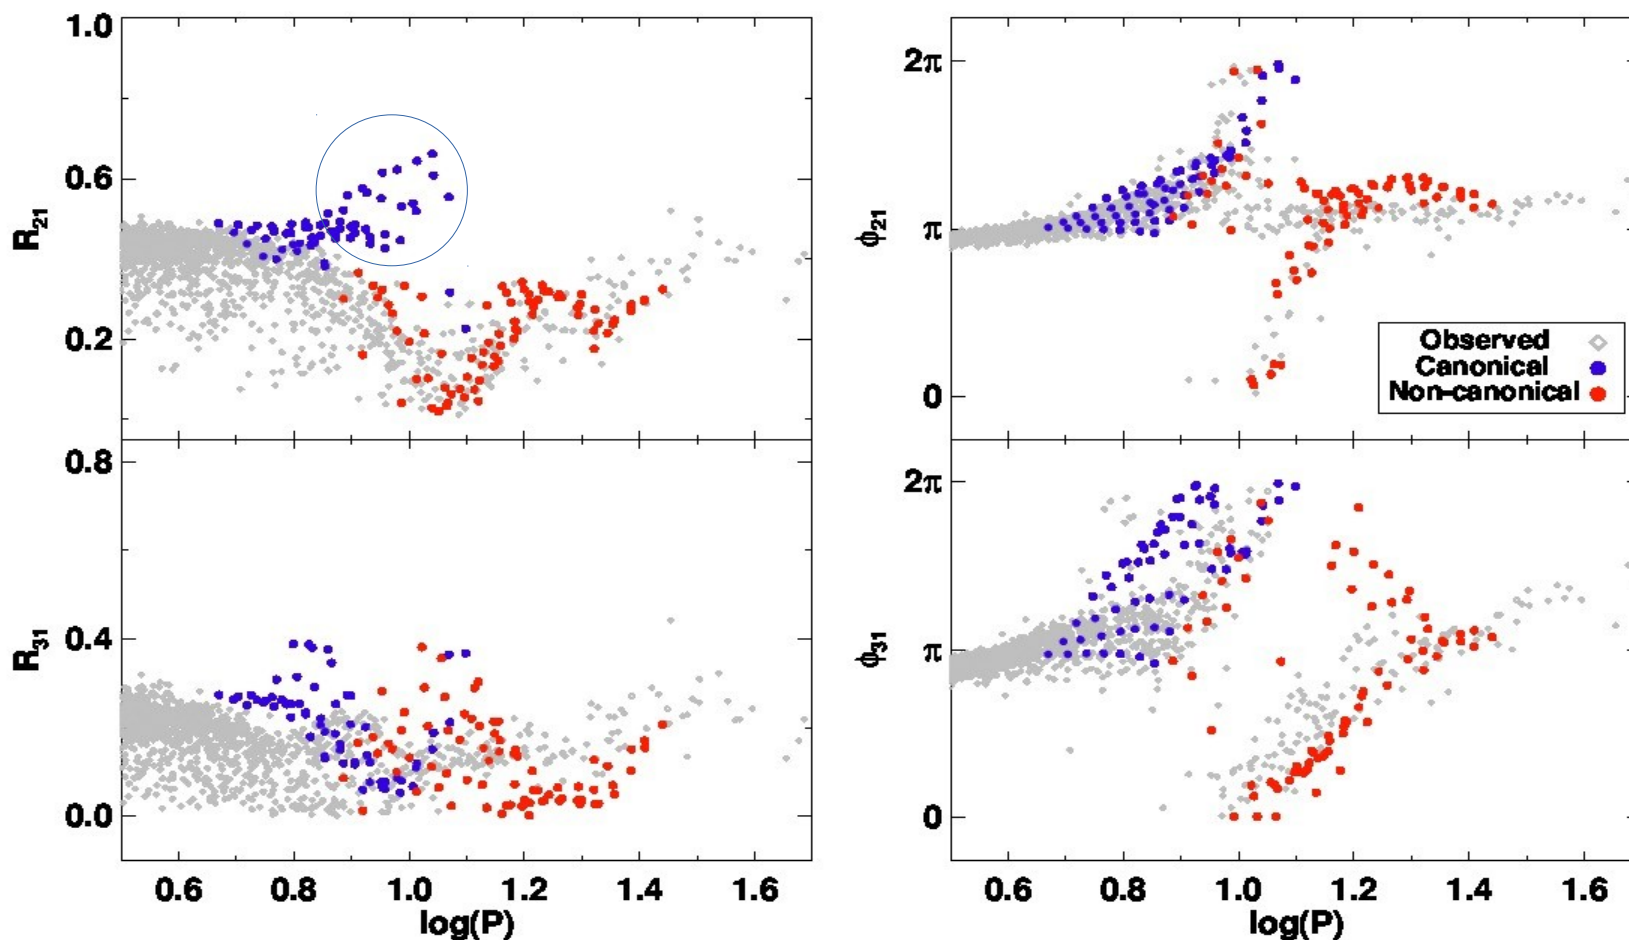 1.0
0.6
0.2
R21
2π
π
0
ϕ21
Observed
Canonical
Non-canonical
0.8
0.4
0.0
R31
2π
π
0
ϕ31
0.6 0.8 1.0 1.2 1.4 1.6
log(P)
0.6 0.8 1.0 1.2 1.4 1.6
log(P)